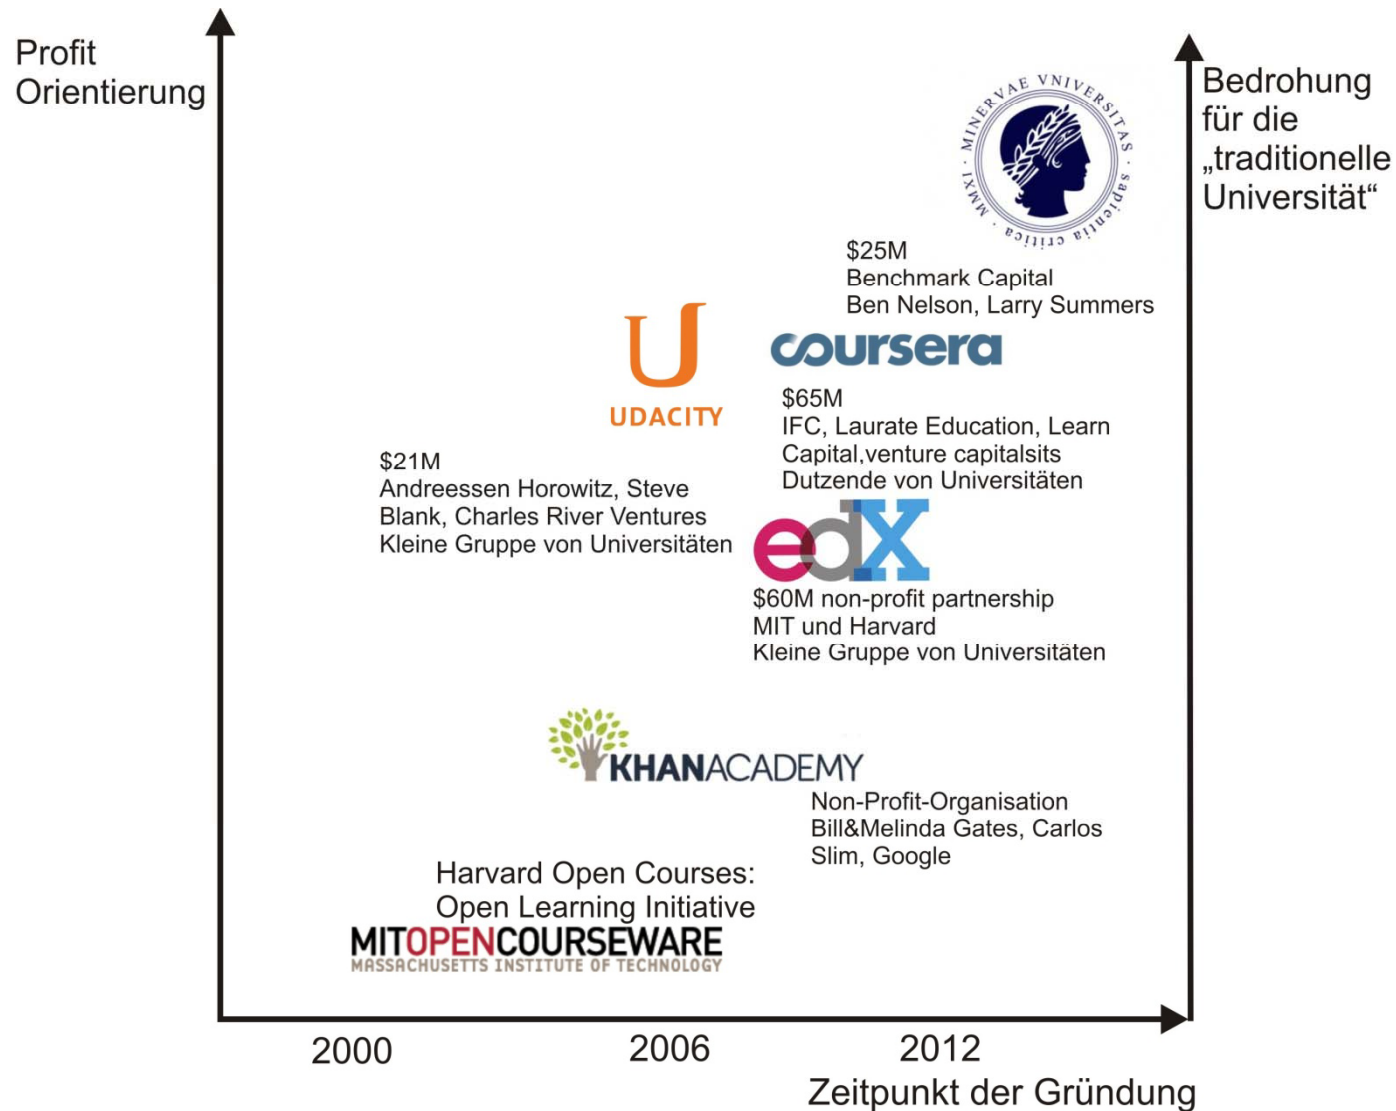 Profit
Orientierung
Bedrohung
für die
„traditionelle
Universität“
MINERVAE VNIVERSITAS · sapientia critica · MMXI ·
$25M
Benchmark Capital
Ben Nelson, Larry Summers
U
UDACITY
coursera
$65M
IFC, Laurate Education, Learn
Capital,venture capitalsits
Dutzende von Universitäten
$21M
Andreessen Horowitz, Steve
Blank, Charles River Ventures
Kleine Gruppe von Universitäten
edX
$60M non-profit partnership
MIT und Harvard
Kleine Gruppe von Universitäten
KHANACADEMY
Non-Profit-Organisation
Bill&Melinda Gates, Carlos
Slim, Google
Harvard Open Courses:
Open Learning Initiative
MITOPENCOURSEWARE
MASSACHUSETTS INSTITUTE OF TECHNOLOGY
2000
2006
2012
Zeitpunkt der Gründung